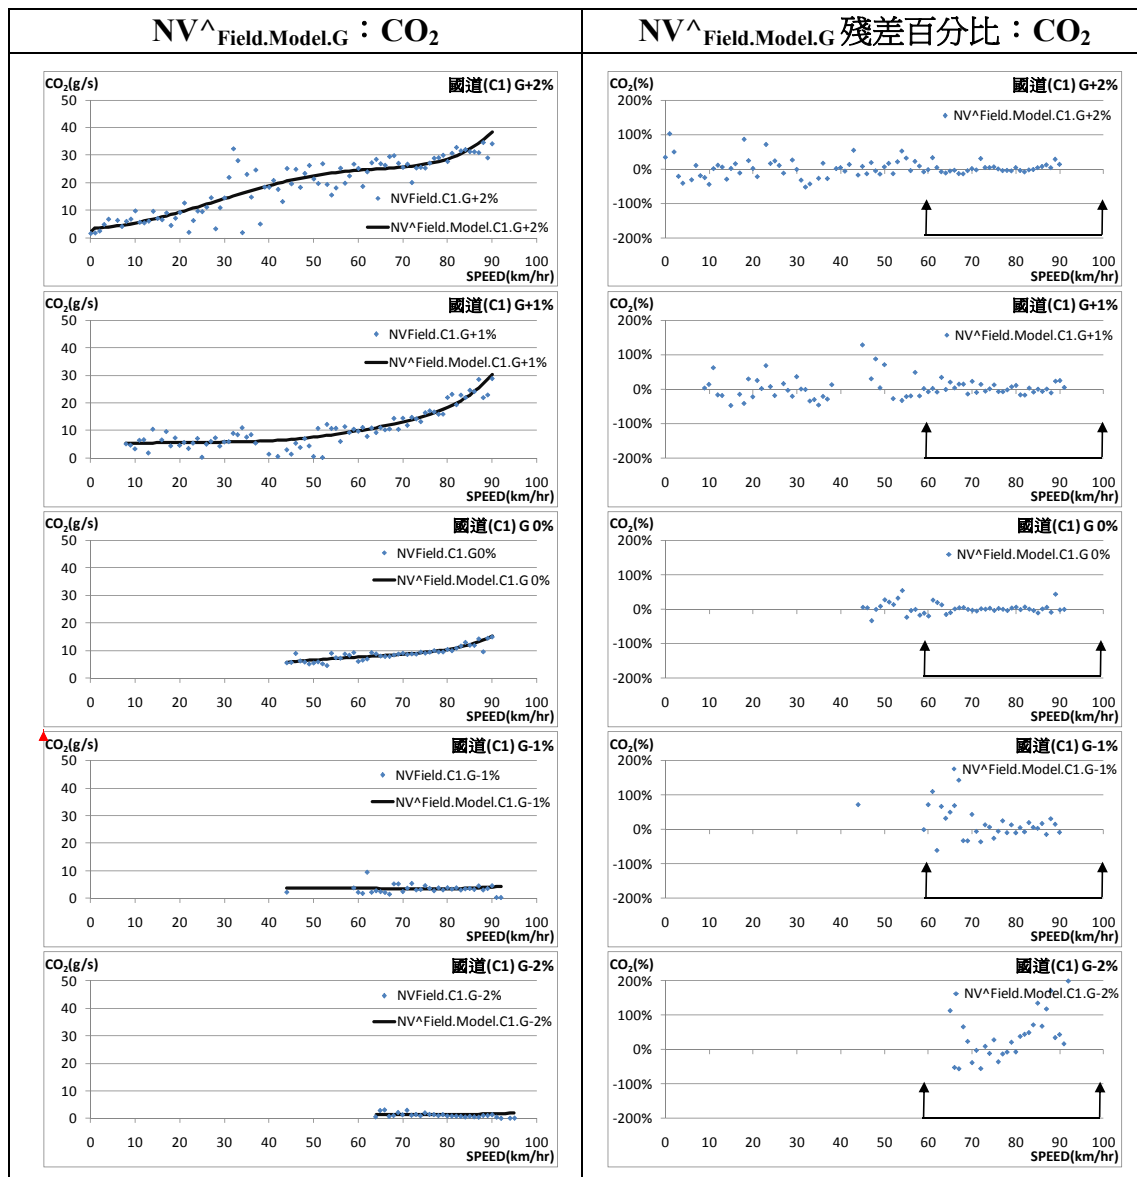 NV^Field.Model.G：CO2
NV^Field.Model.G 殘差百分比：CO2
CO2(g/s)
國道(C1) G+2%
50
40
30
20
10
0
NVField.C1.G+2%
NV^Field.Model.C1.G+2%
0 10 20 30 40 50 60 70 80 90 100
SPEED(km/hr)
CO2(%)
國道(C1) G+2%
200%
100%
0%
-100%
-200%
NV^Field.Model.C1.G+2%
0 10 20 30 40 50 60 70 80 90 100
SPEED(km/hr)
CO2(g/s)
國道(C1) G+1%
50
40
30
20
10
0
NVField.C1.G+1%
NV^Field.Model.C1.G+1%
0 10 20 30 40 50 60 70 80 90 100
SPEED(km/hr)
CO2(%)
國道(C1) G+1%
200%
100%
0%
-100%
-200%
NV^Field.Model.C1.G+1%
0 10 20 30 40 50 60 70 80 90 100
SPEED(km/hr)
CO2(g/s)
國道(C1) G 0%
50
40
30
20
10
0
NVField.C1.G0%
NV^Field.Model.C1.G 0%
0 10 20 30 40 50 60 70 80 90 100
SPEED(km/hr)
CO2(%)
國道(C1) G 0%
200%
100%
0%
-100%
-200%
NV^Field.Model.C1.G 0%
0 10 20 30 40 50 60 70 80 90 100
SPEED(km/hr)
CO2(g/s)
國道(C1) G-1%
50
40
30
20
10
0
NVField.C1.G-1%
NV^Field.Model.C1.G-1%
0 10 20 30 40 50 60 70 80 90 100
SPEED(km/hr)
CO2(%)
國道(C1) G-1%
200%
100%
0%
-100%
-200%
NV^Field.Model.C1.G-1%
0 10 20 30 40 50 60 70 80 90 100
SPEED(km/hr)
CO2(g/s)
國道(C1) G-2%
50
40
30
20
10
0
NVField.C1.G-2%
NV^Field.Model.C1.G-2%
0 10 20 30 40 50 60 70 80 90 100
SPEED(km/hr)
CO2(%)
國道(C1) G-2%
200%
100%
0%
-100%
-200%
NV^Field.Model.C1.G-2%
0 10 20 30 40 50 60 70 80 90 100
SPEED(km/hr)